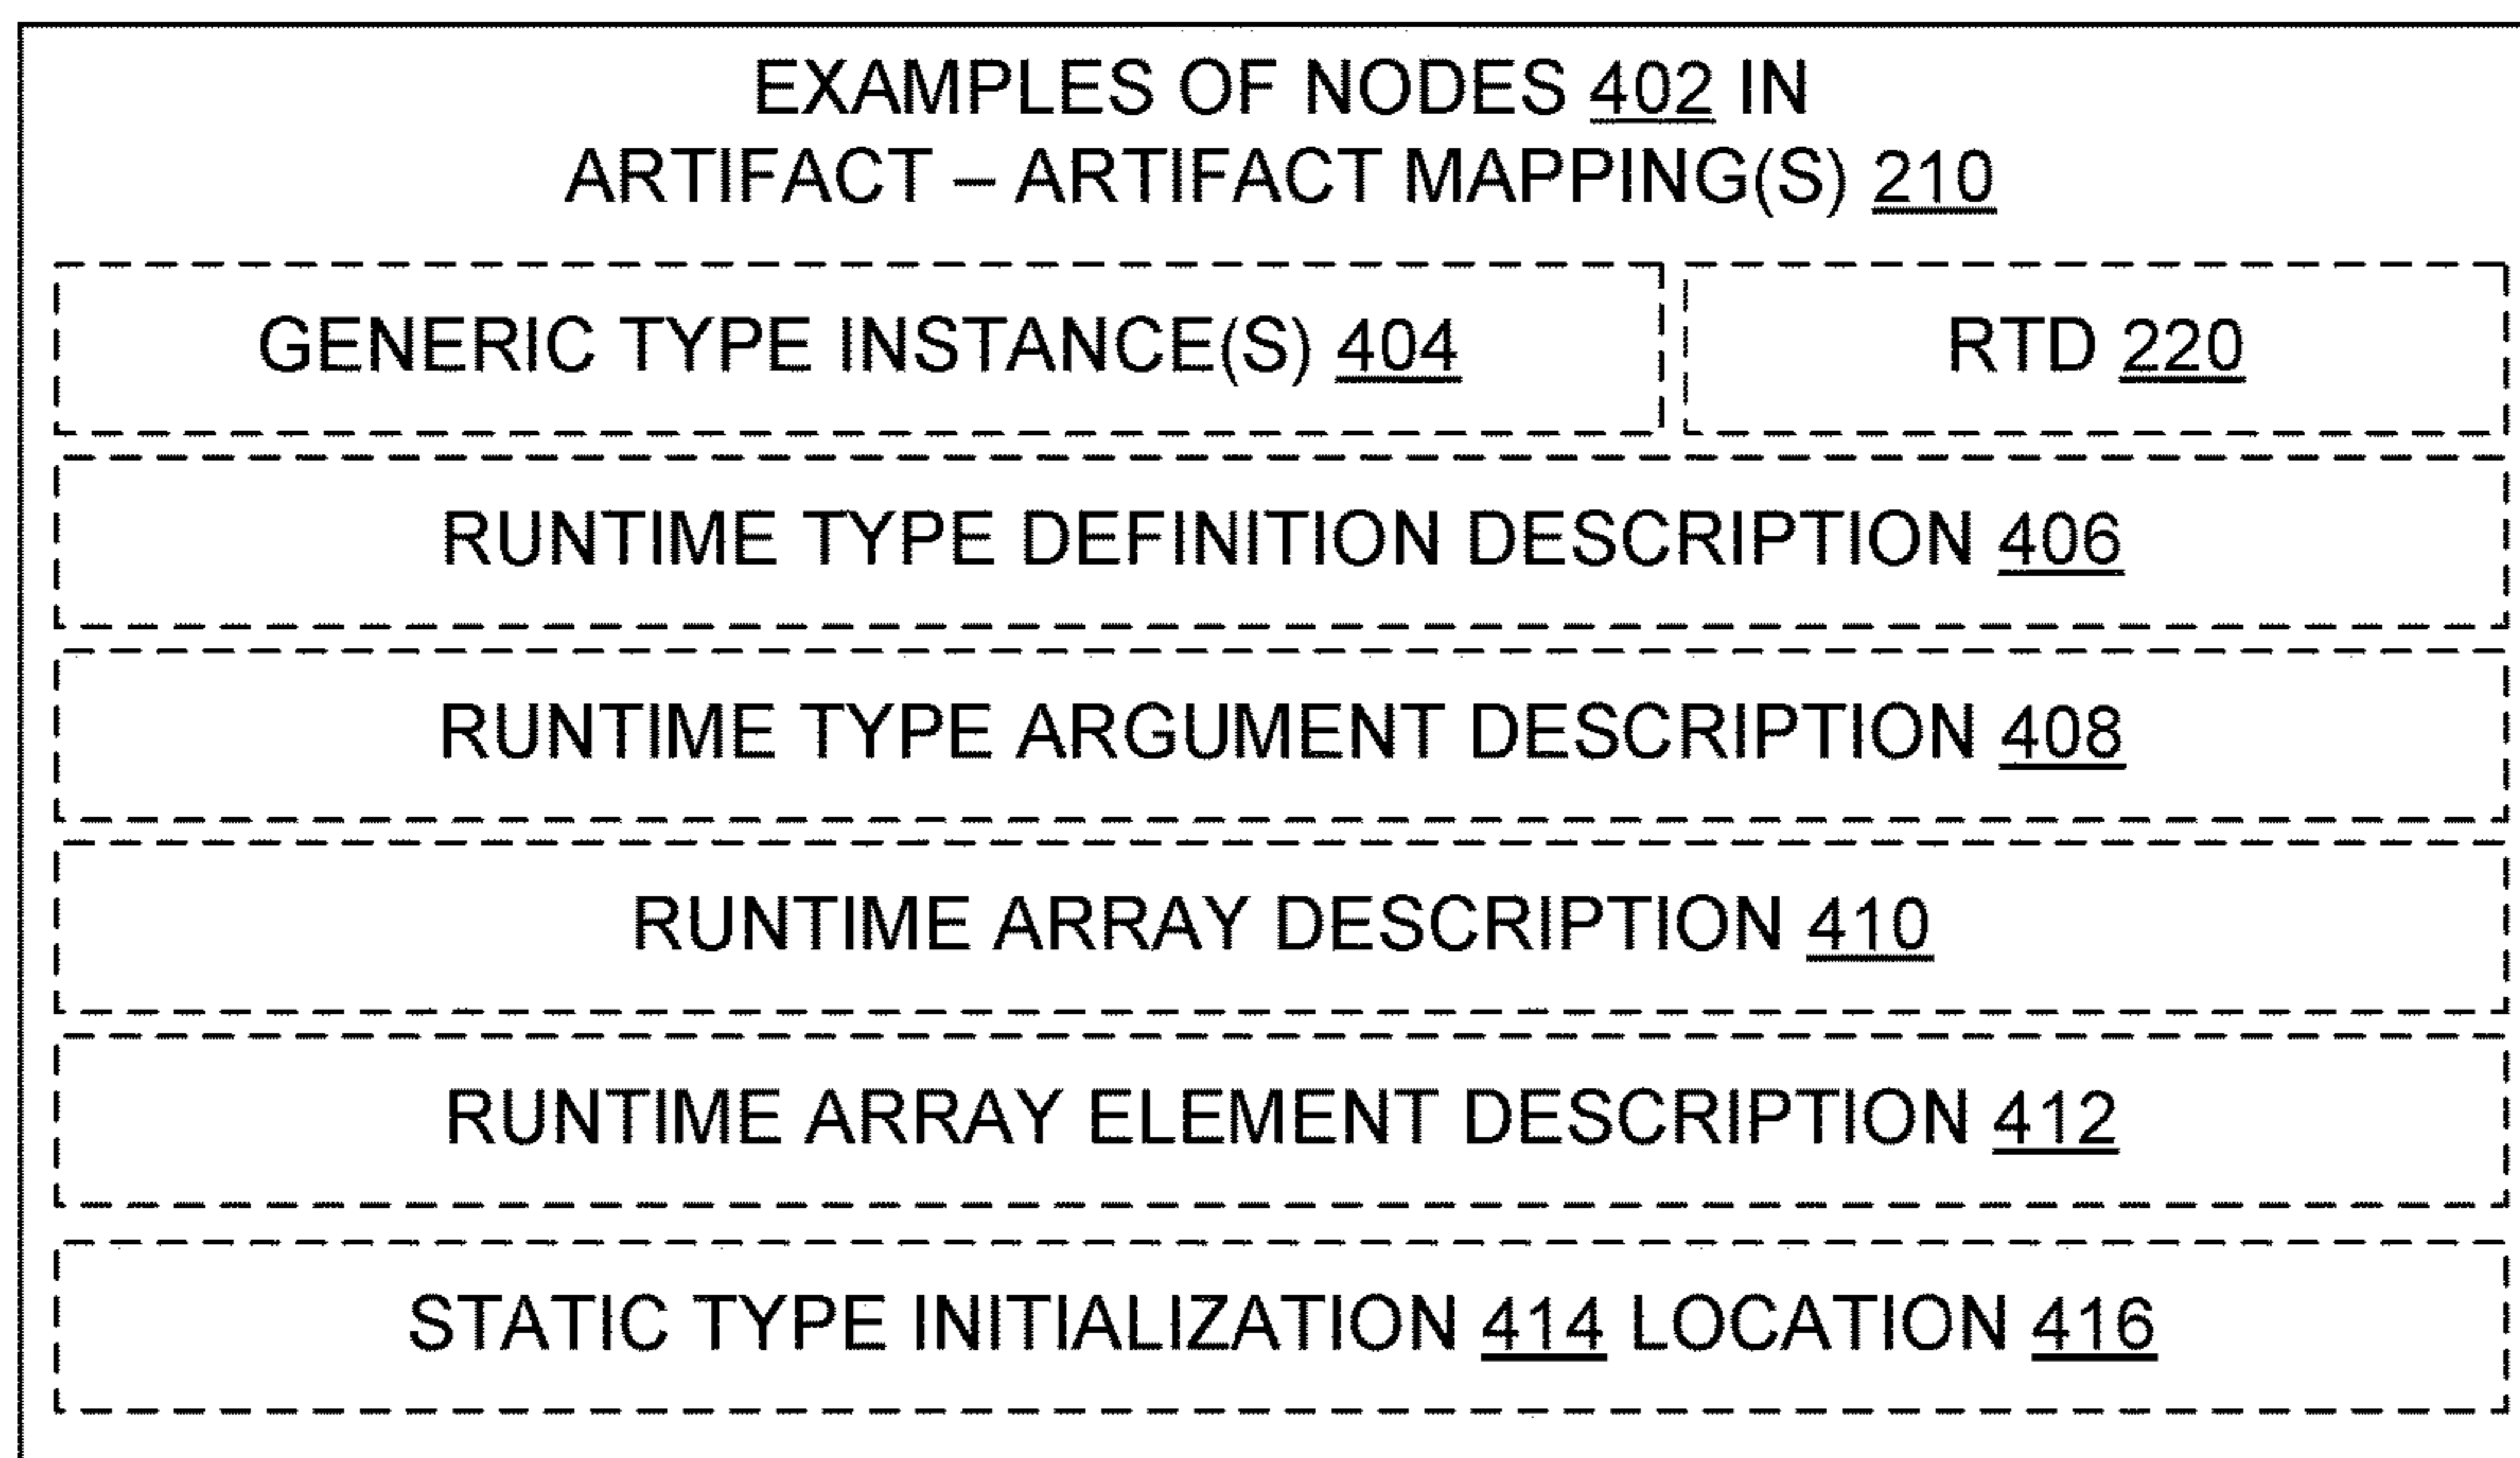 EXAMPLES OF NODES 402 IN
ARTIFACT – ARTIFACT MAPPING(S) 210
GENERIC TYPE INSTANCE(S) 404
RTD 220
RUNTIME TYPE DEFINITION DESCRIPTION 406
RUNTIME TYPE ARGUMENT DESCRIPTION 408
RUNTIME ARRAY DESCRIPTION 410
RUNTIME ARRAY ELEMENT DESCRIPTION 412
STATIC TYPE INITIALIZATION 414 LOCATION 416